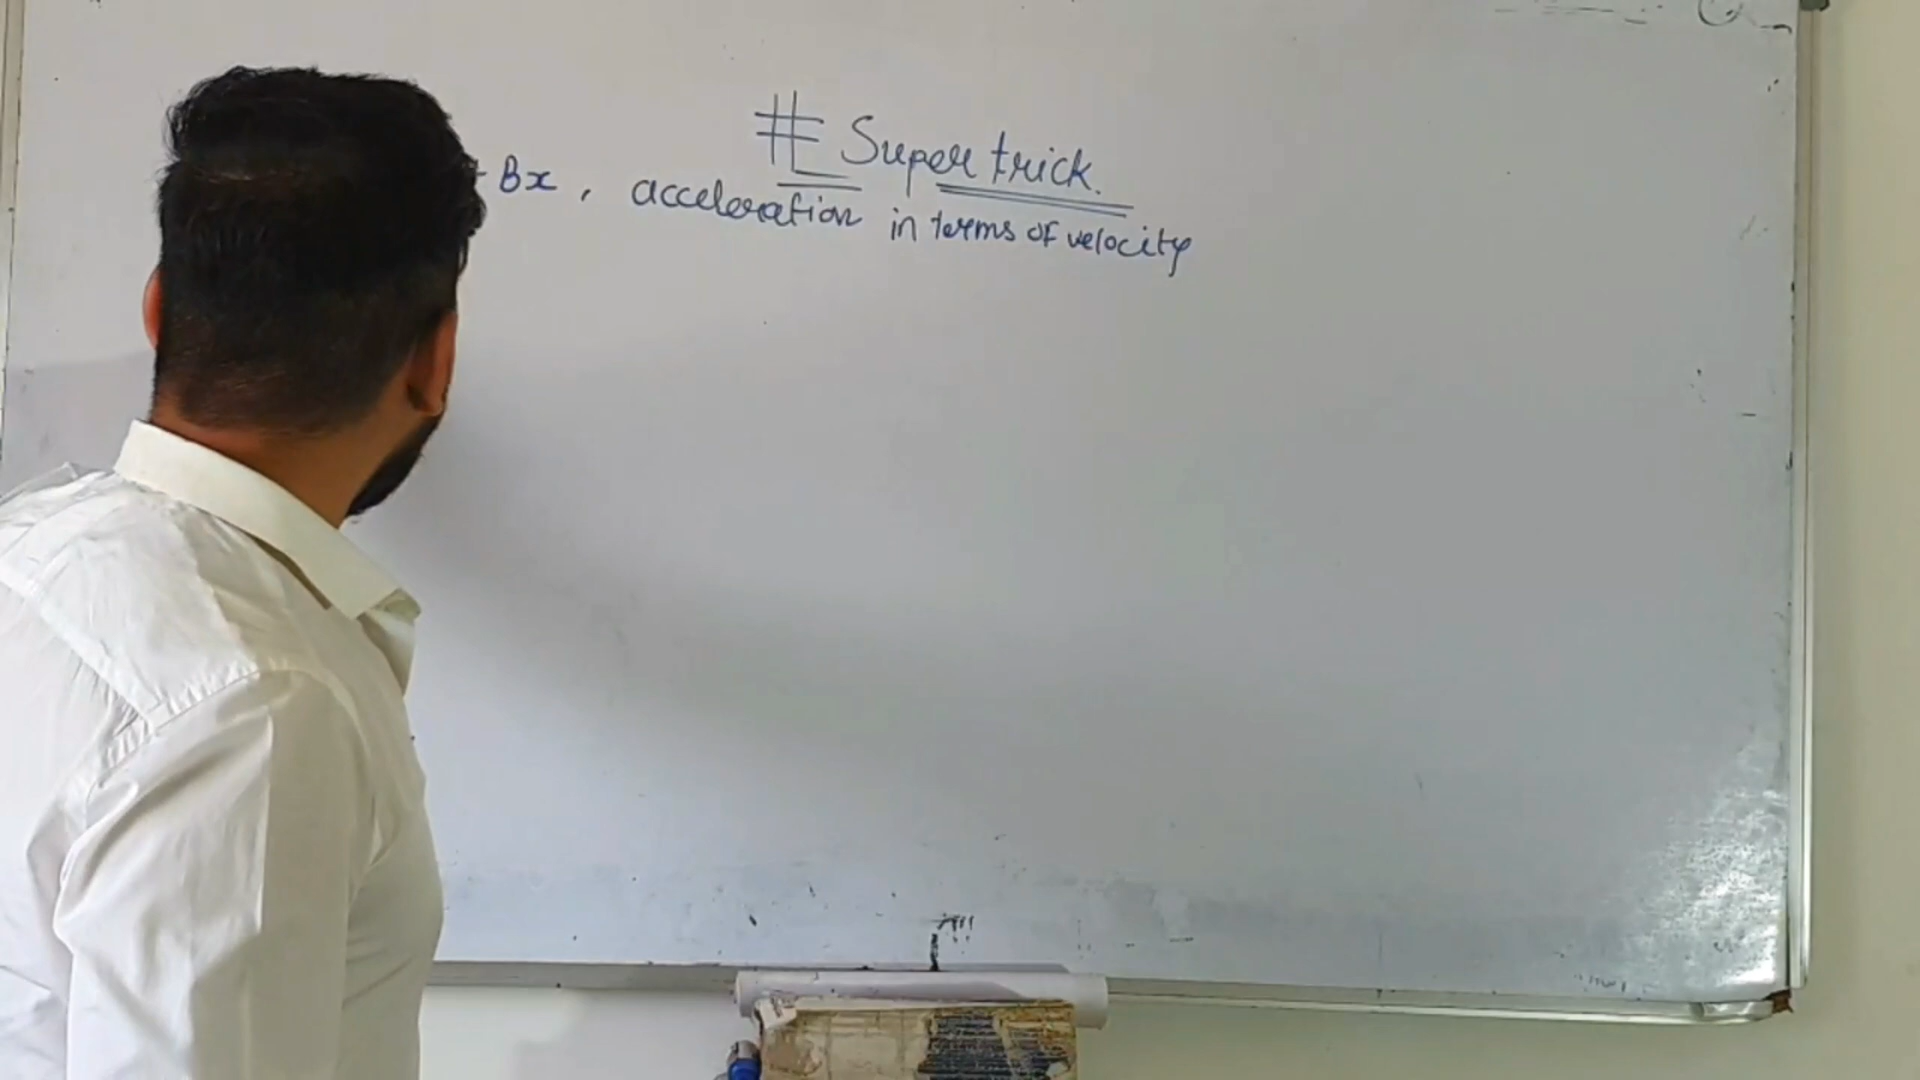 # Super trick.
+ Bx , acceleration in terms of velocity